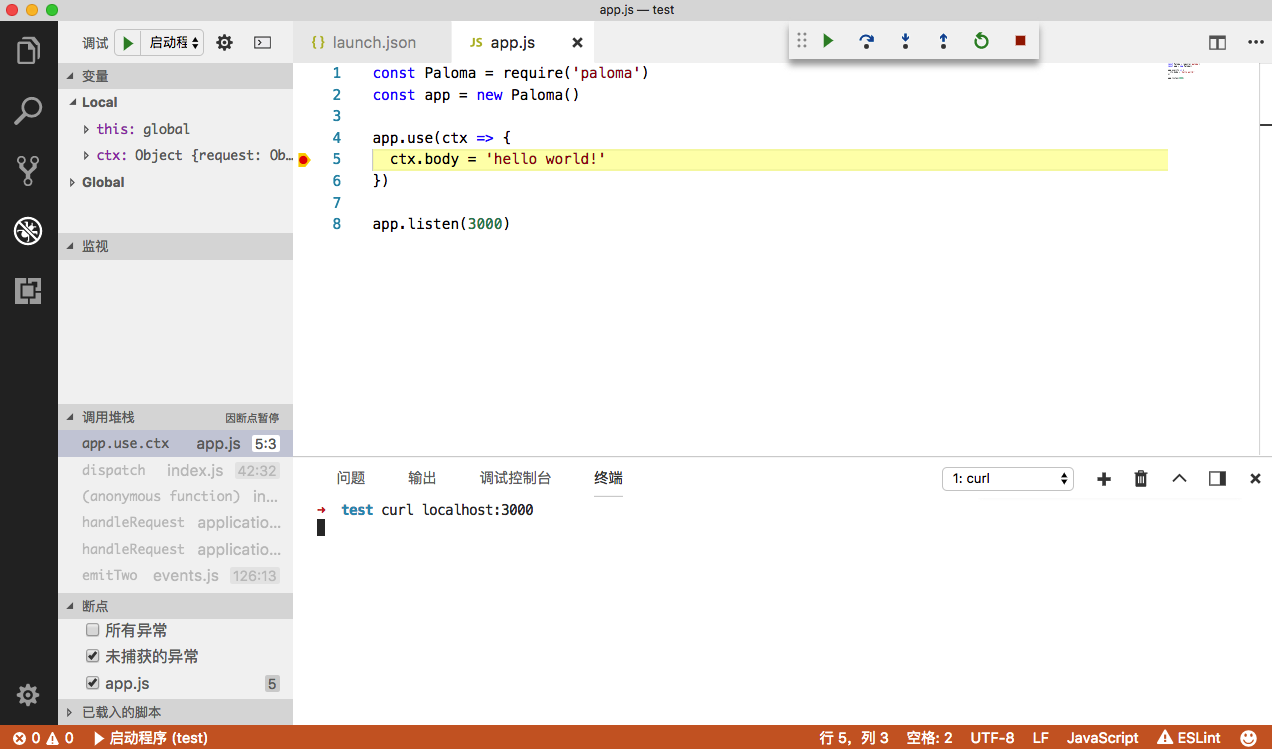 app.js — test
调试 启动程
{} launch.json
JS app.js
变量
Local
this: global
ctx: Object {request: Ob…
Global
监视
调用堆栈 因断点暂停
app.use.ctx app.js 5:3
dispatch index.js 42:32
(anonymous function) in…
handleRequest applicatio…
handleRequest applicatio…
emitTwo events.js 126:13
断点
所有异常
未捕获的异常
app.js 5
已载入的脚本
1 const Paloma = require('paloma')
2 const app = new Paloma()
3
4 app.use(ctx => {
5 ctx.body = 'hello world!'
6 })
7
8 app.listen(3000)
问题 输出 调试控制台 终端 1: curl
→ test curl localhost:3000
0 0 启动程序 (test) 行 5，列 3 空格: 2 UTF-8 LF JavaScript ESLint